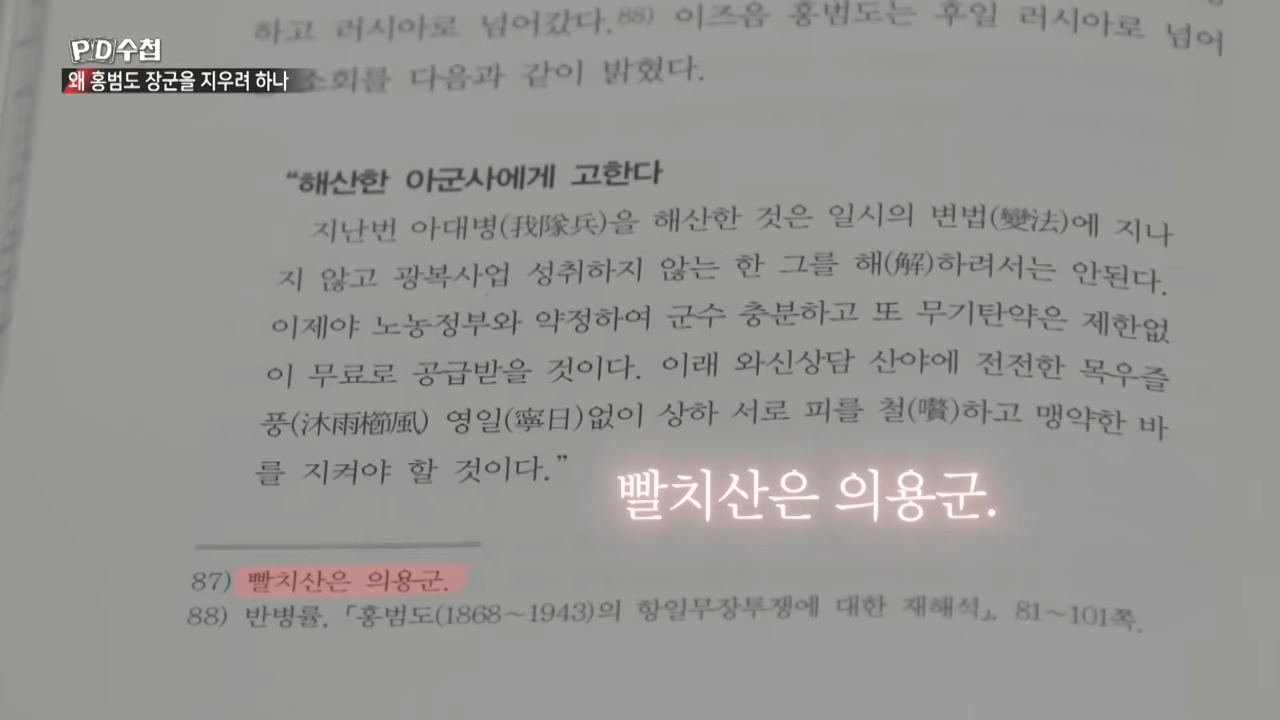 PD수첩
왜 홍범도 장군을 지우려 하나
하고 러시아로 넘어갔다.88) 이즈음 홍범도는 후일 러시아로 넘어
소회를 다음과 같이 밝혔다.
“해산한 아군사에게 고한다
지난번 아대병(我隊兵)을 해산한 것은 일시의 변법(變法)에 지나
지 않고 광복사업 성취하지 않는 한 그를 해(解)하려서는 안된다.
이제야 노농정부와 약정하여 군수 충분하고 또 무기탄약은 제한없
이 무료로 공급받을 것이다. 이래 와신상담 산야에 전전한 목우즐
풍(沐雨櫛風) 영일(寧日)없이 상하 서로 피를 철(囋)하고 맹약한 바
를 지켜야 할 것이다.”
빨치산은 의용군.
87) 빨치산은 의용군.
88) 반병률, 「홍범도(1868～1943)의 항일무장투쟁에 대한 재해석」, 81～101쪽.